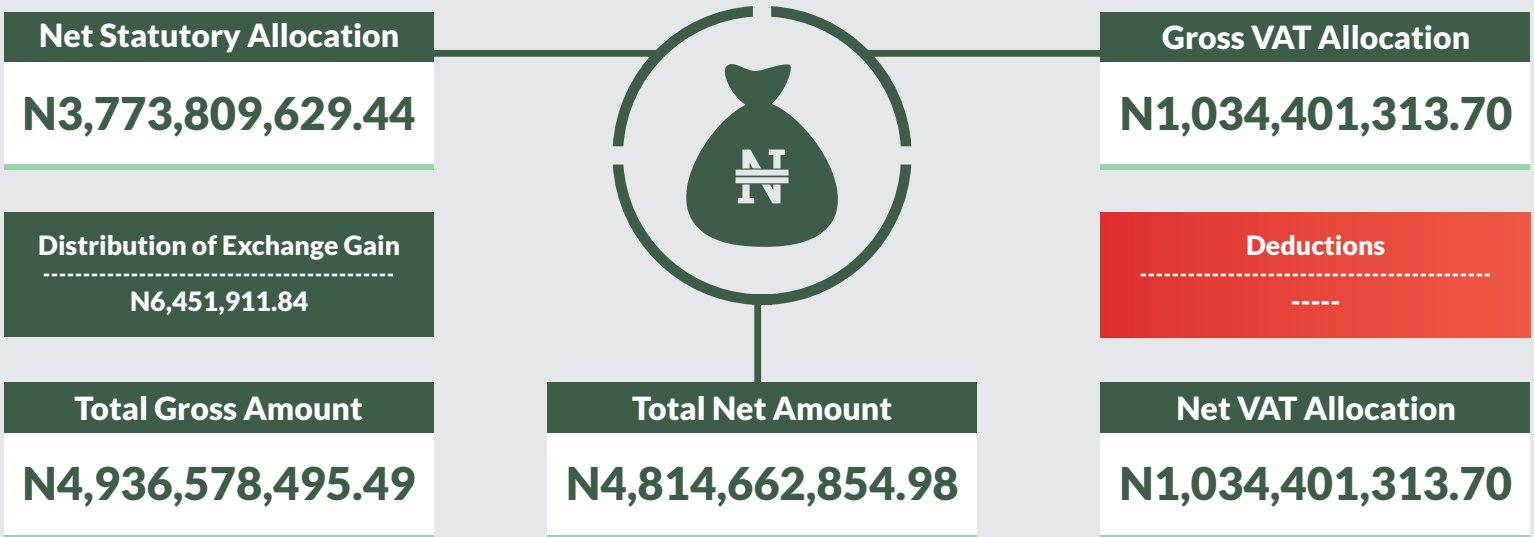 Net Statutory Allocation
N3,773,809,629.44
Gross VAT Allocation
N1,034,401,313.70
₦
Distribution of Exchange Gain
--------------------------------------------
N6,451,911.84
Deductions
--------------------------------------------
-----
Total Gross Amount
N4,936,578,495.49
Total Net Amount
N4,814,662,854.98
Net VAT Allocation
N1,034,401,313.70